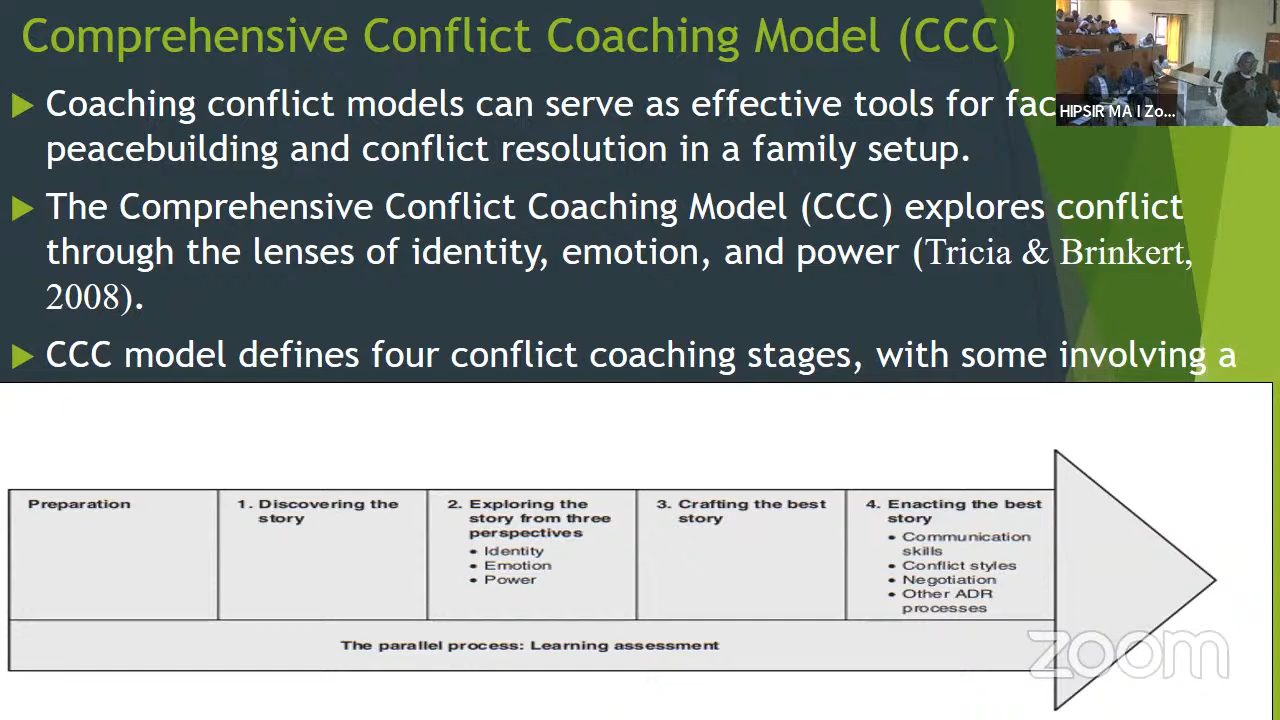 Comprehensive Conflict Coaching Model (CCC)
Coaching conflict models can serve as effective tools for
peacebuilding and conflict resolution in a family setup.
The Comprehensive Conflict Coaching Model (CCC) explores conflict
through the lenses of identity, emotion, and power (Tricia & Brinkert,
2008).
CCC model defines four conflict coaching stages, with some involving a
HIPSIR MA I Zo...
Preparation
1. Discovering the
story
2. Exploring the
story from three
perspectives
• Identity
• Emotion
• Power
3. Crafting the best
story
4. Enacting the best
story
• Communication
skills
• Conflict styles
• Negotiation
• Other ADR
processes
The parallel process: Learning assessment
zoom